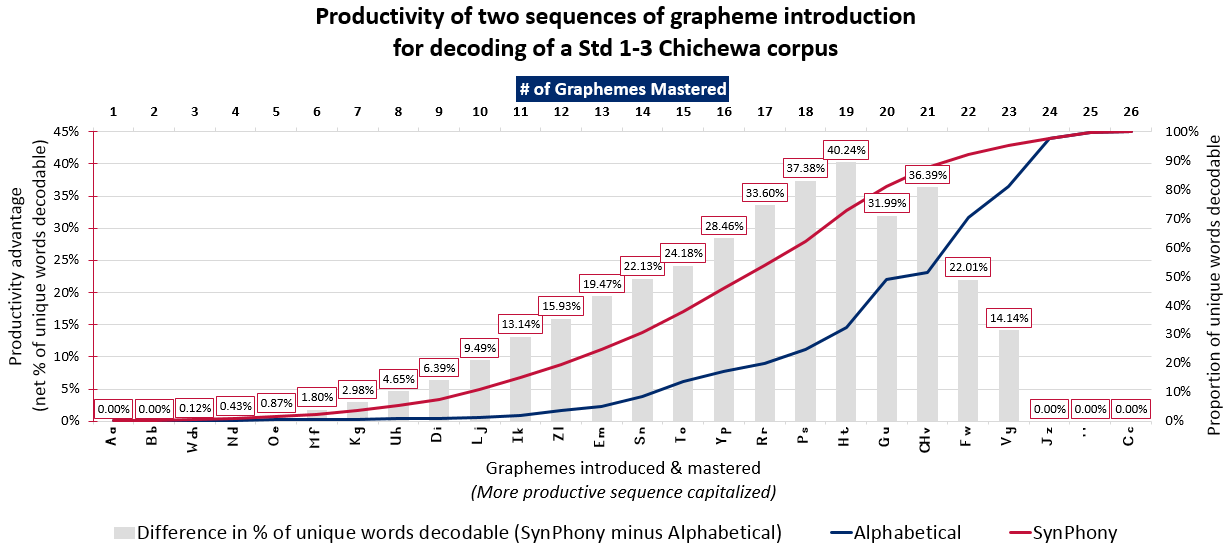 Productivity of two sequences of grapheme introduction
for decoding of a Std 1-3 Chichewa corpus
# of Graphemes Mastered
1 2 3 4 5 6 7 8 9 10 11 12 13 14 15 16 17 18 19 20 21 22 23 24 25 26
Productivity advantage
(net % of unique words decodable)
45%
40%
35%
30%
25%
20%
15%
10%
5%
0%
0.00% 0.00% 0.12% 0.43% 0.87% 1.80% 2.98% 4.65% 6.39% 9.49% 13.14% 15.93% 19.47% 22.13% 24.18% 28.46% 33.60% 37.38% 40.24% 31.99% 36.39% 22.01% 14.14% 0.00% 0.00% 0.00%
100%
90%
80%
70%
60%
50%
40%
30%
20%
10%
0%
Proportion of unique words decodable
Aa Bb Wch Nd Oe Mf Kg Uh Di Lj Ik Zl Em Sn To Yp Rr Ps Ht Gu CHv Fw Vy Jz '' Cc
Graphemes introduced & mastered
(More productive sequence capitalized)
Difference in % of unique words decodable (SynPhony minus Alphabetical) Alphabetical SynPhony